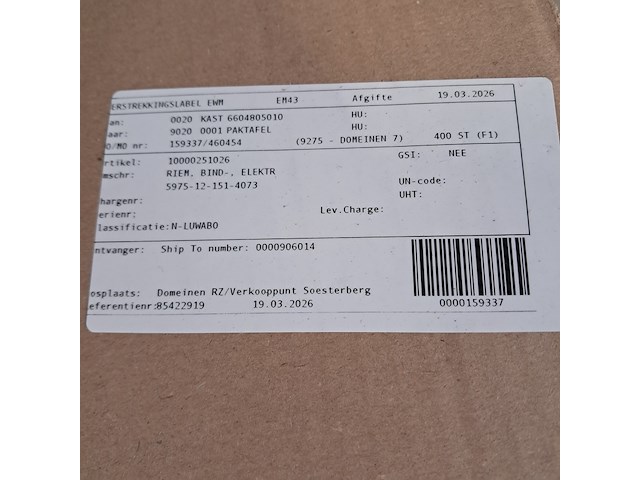 ERSTREKKINGSLABEL EWM EM43 Afgifte 19.03.2026
an: 0020 KAST 6604805010 HU:
aar: 9020 0001 PAKTAFEL HU:
O/MO nr: 159337/460454 (9275 - DOMEINEN 7) 400 ST (F1)
rtikel: 10000251026 GSI: NEE
mschr: RIEM, BIND-, ELEKTR
5975-12-151-4073 UN-code:
hargenr: UHT:
erienr: Lev.Charge:
lassificatie: N-LUWABO
ntvanger: Ship To number: 0000906014
osplaats: Domeinen RZ/Verkooppunt Soesterberg
eferentienr: 85422919 19.03.2026 0000159337